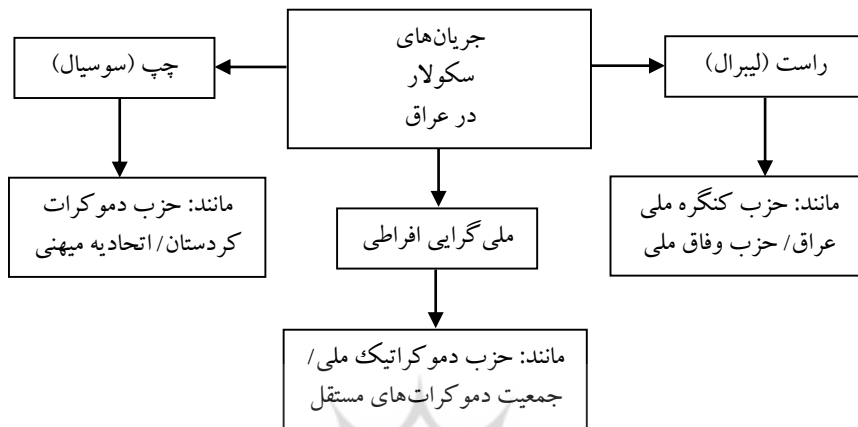 جریان‌های
سکولار
در عراق
راست (لیبرال)
چپ (سوسیال)
مانند: حزب کنگره ملی
عراق/ حزب وفاق ملی
ملی‌گرایی افراطی
مانند: حزب دموکرات
کردستان/ اتحادیه میهنی
مانند: حزب دموکراتیک ملی/
جمعیت دموکرات‌های مستقل